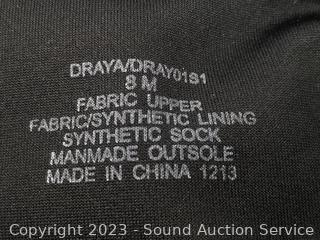 DRAYA/DRAY01S1
8 M
FABRIC UPPER
FABRIC/SYNTHETIC LINING
SYNTHETIC SOCK
MANMADE OUTSOLE
MADE IN CHINA 1213
Copyright 2023 - Sound Auction Service